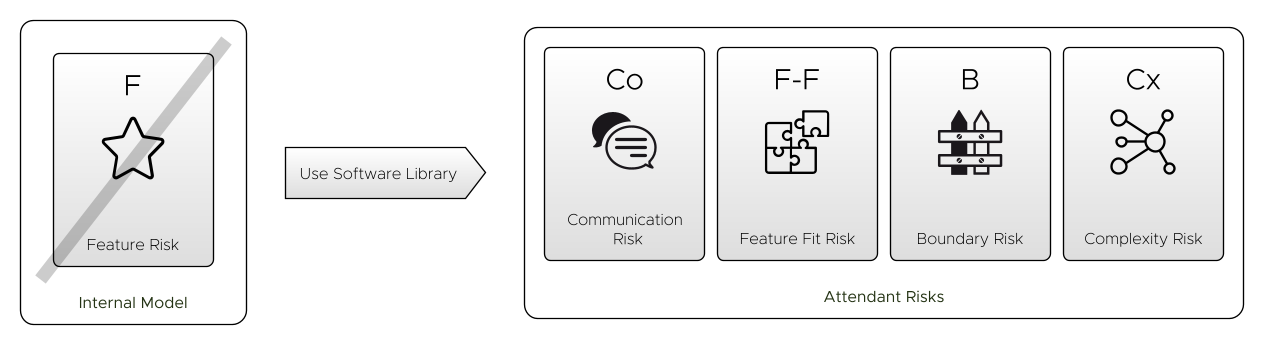 F
Feature Risk
Internal Model
Use Software Library
Co
Communication
Risk
F-F
Feature Fit Risk
B
Boundary Risk
Cx
Complexity Risk
Attendant Risks